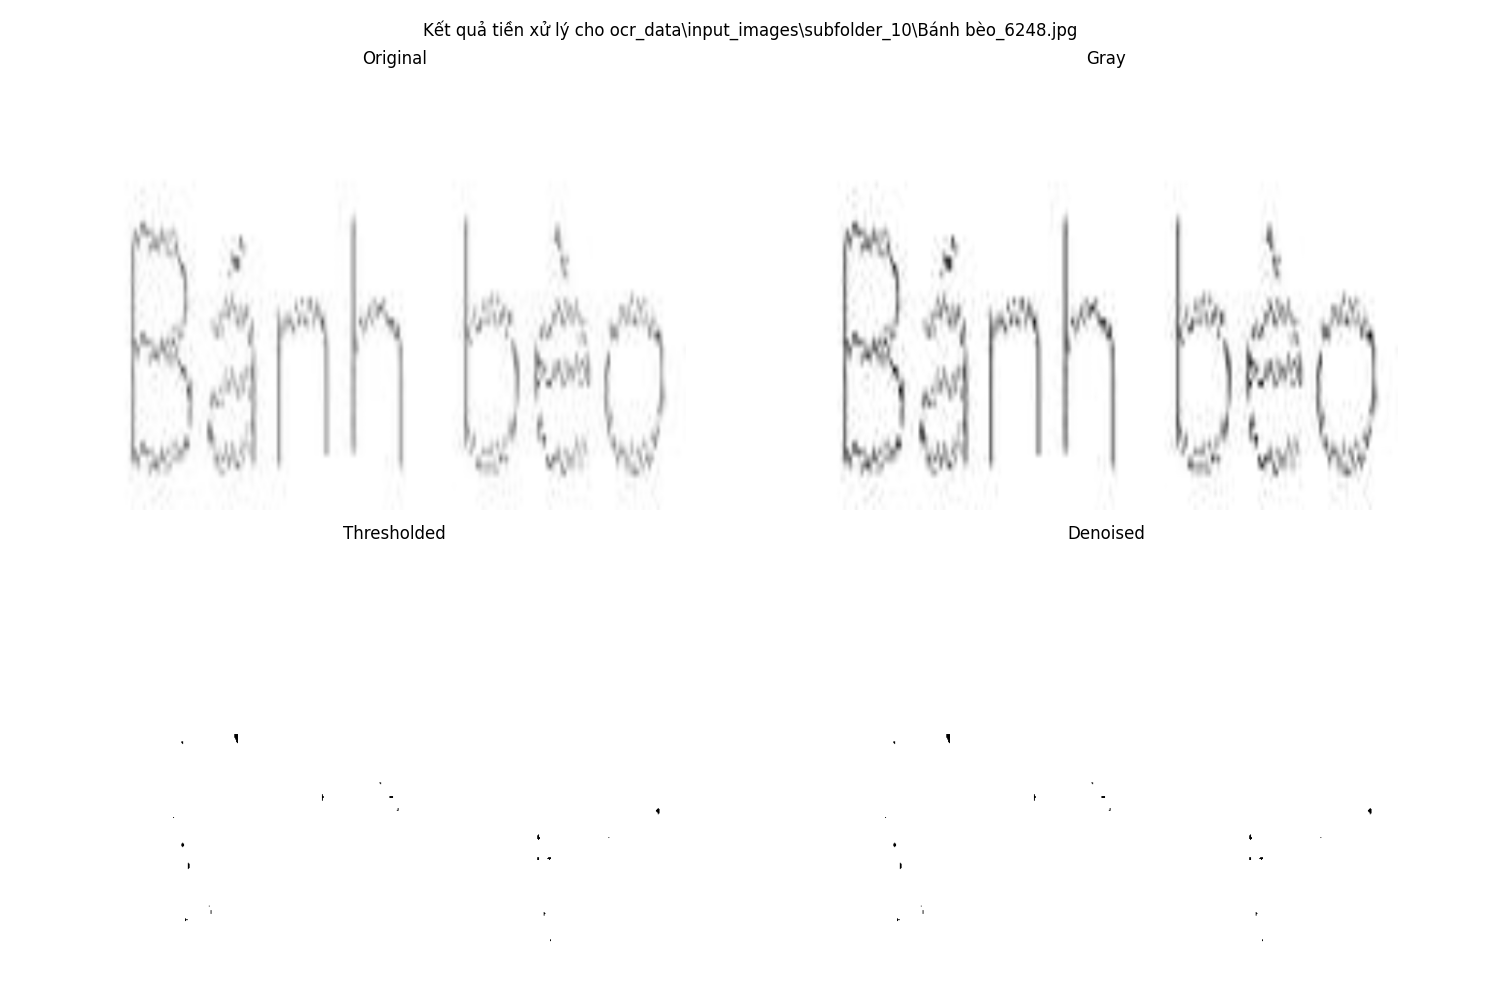 Kết quả tiền xử lý cho ocr_data\input_images\subfolder_10\Bánh bèo_6248.jpg
Original
Gray
Bánh bèo
Bánh bèo
Thresholded
Denoised